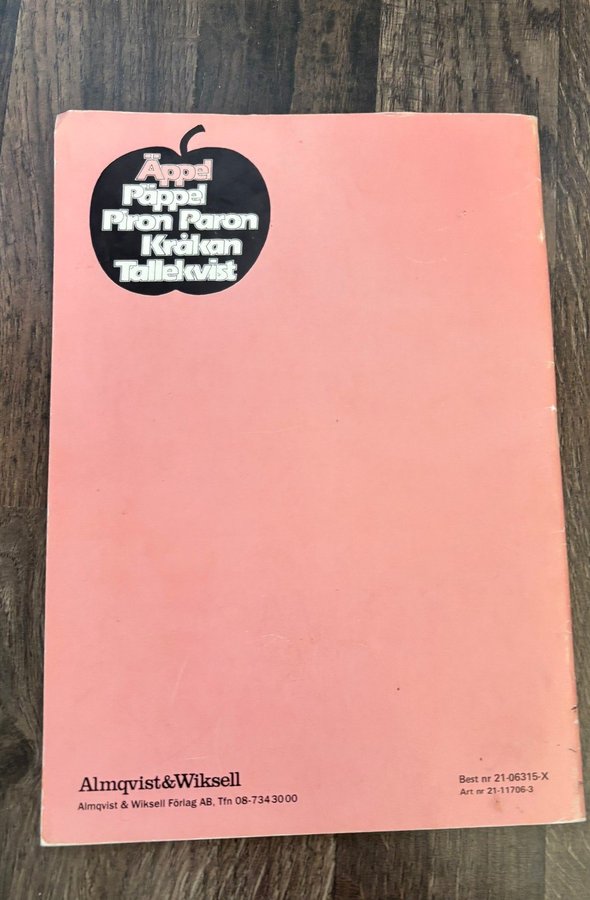 Äppel
Päppel
Piron Paron
Kråkan
Tallekvist
Almqvist&Wiksell
Almqvist & Wiksell Förlag AB, Tfn 08-734 30 00
Best nr 21-06315-X
Art nr 21-11706-3